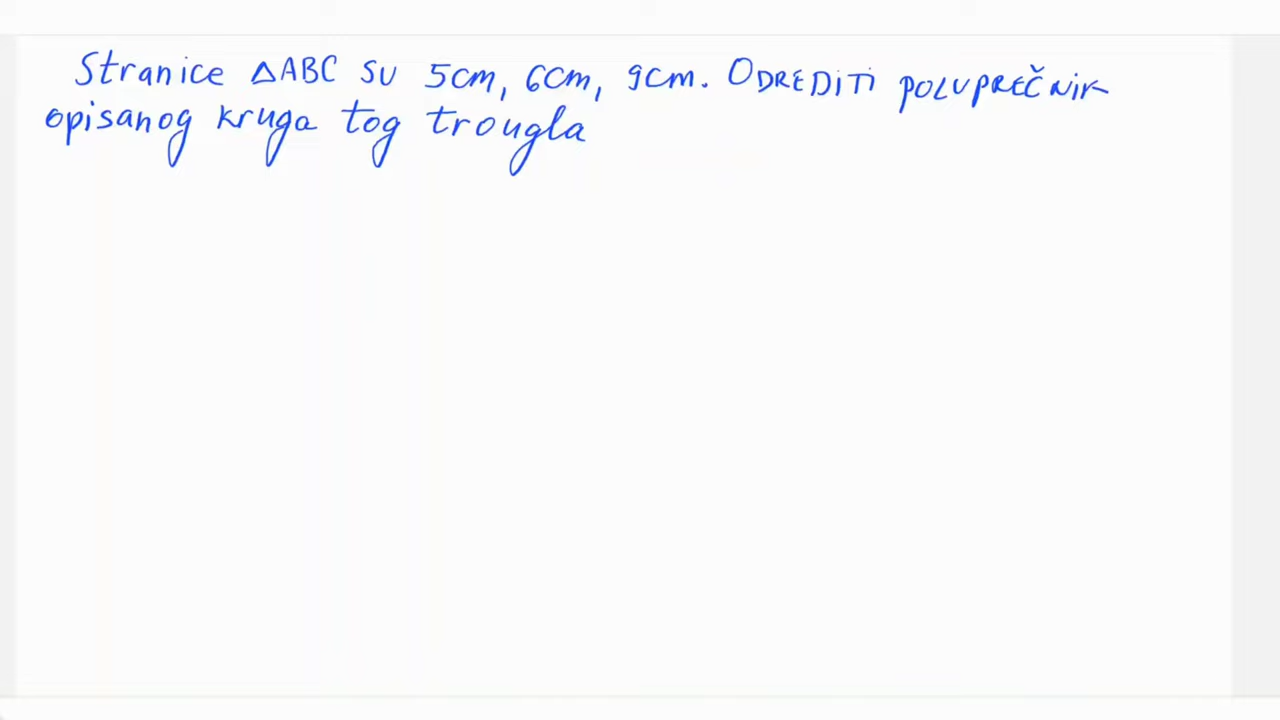 Stranice △ABC su 5cm, 6cm, 9cm. ODREDITI POLUPREČNIK
opisanog kruga tog trougla